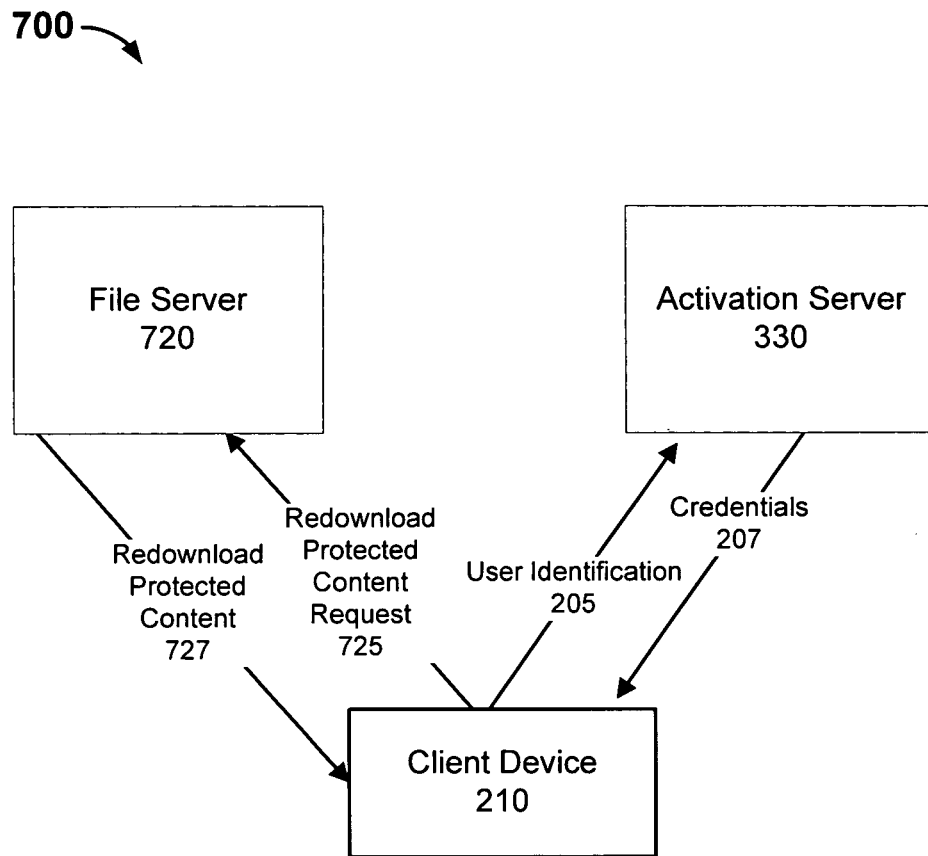 700
File Server
720
Activation Server
330
Redownload
Protected
Content
727
Redownload
Protected
Content
Request
725
User Identification
205
Credentials
207
Client Device
210